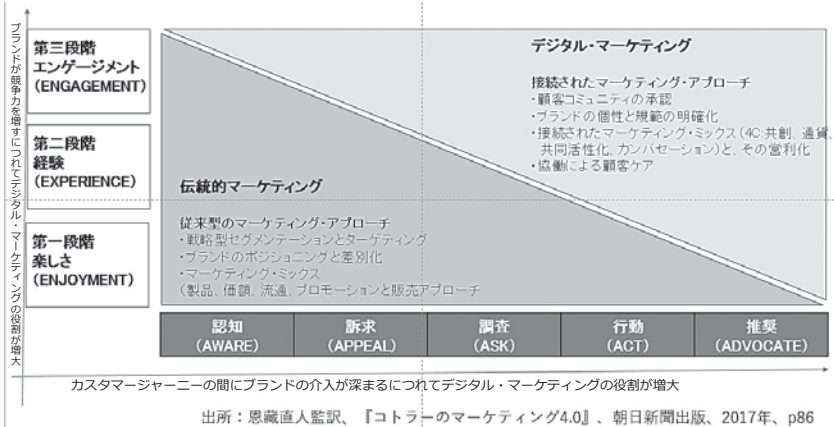 ブランドが競争力を増すにつれてデジタル・マーケティングの役割が増大
第三段階
エンゲージメント
(ENGAGEMENT)
第二段階
経験
(EXPERIENCE)
第一段階
楽しさ
(ENJOYMENT)
デジタル・マーケティング
接続されたマーケティング・アプローチ
・顧客コミュニティの承認
・ブランドの個性と規範の明確化
・接続されたマーケティング・ミックス(4C:共創、通貨、
共同活性化、カンバセーション)と、その営利化
・協働による顧客ケア
伝統的マーケティング
従来型のマーケティング・アプローチ
・戦略型セグメンテーションとターゲティング
・ブランドのポジショニングと差別化
・マーケティング・ミックス
(製品、価額、流通、プロモーションと販売アプローチ
認知
(AWARE)
訴求
(APPEAL)
調査
(ASK)
行動
(ACT)
推奨
(ADVOCATE)
カスタマージャーニーの間にブランドの介入が深まるにつれてデジタル・マーケティングの役割が増大
出所:恩藏直人監訳、『コトラーのマーケティング4.0』、朝日新聞出版、2017年、p86